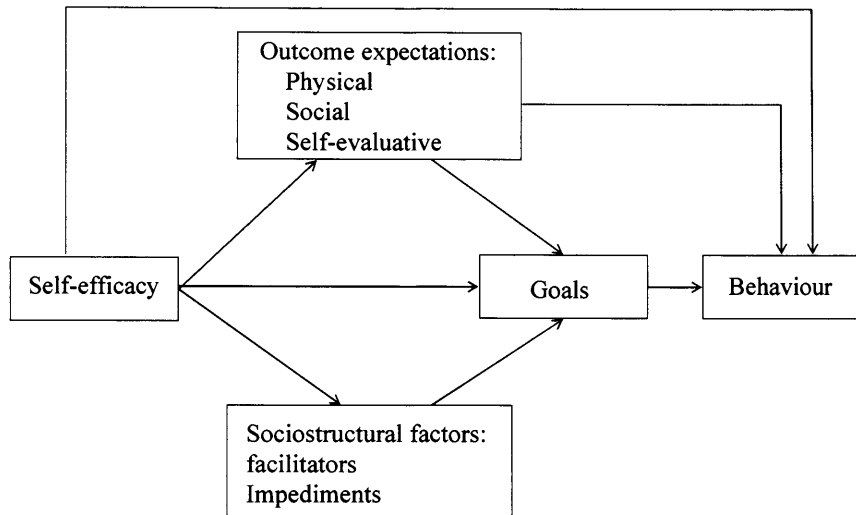 Outcome expectations:
Physical
Social
Self-evaluative
Self-efficacy
Goals
Behaviour
Sociostructural factors:
facilitators
Impediments